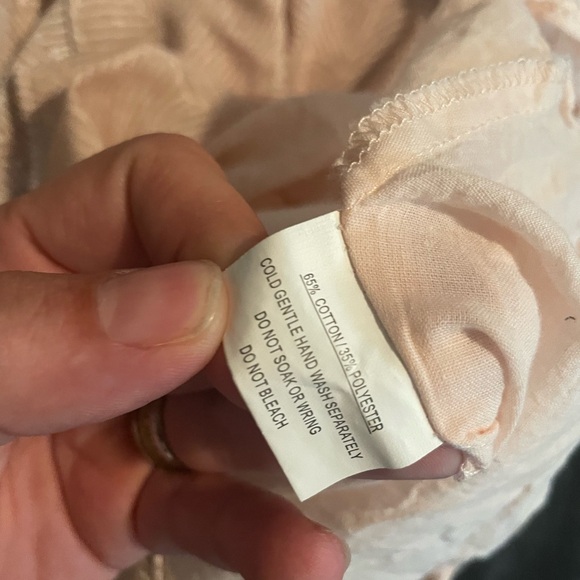 65% COTTON/35% POLYESTER
COLD GENTLE HAND WASH SEPARATELY
DO NOT SOAK OR WRING
DO NOT BLEACH